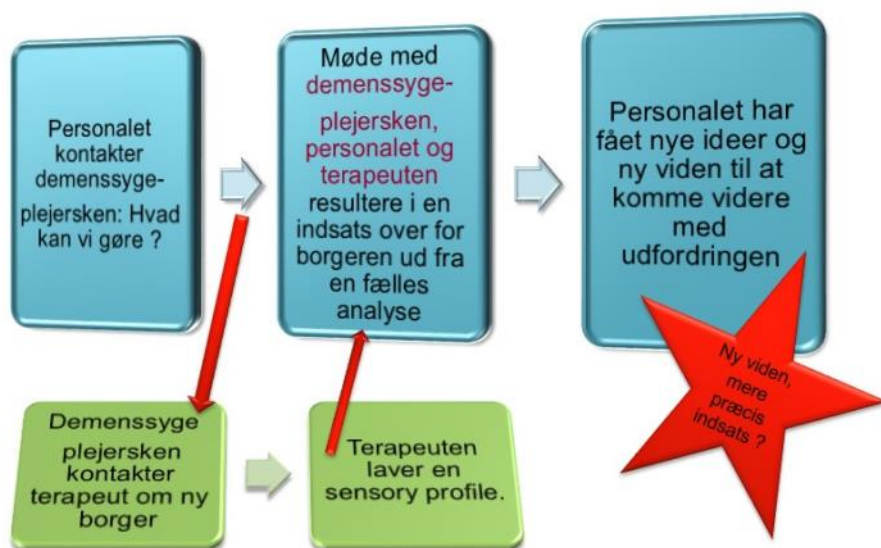 Personalet
kontakter
demenssyge-
plejersken: Hvad
kan vi gøre ?
Møde med
demenssyge-
plejersken,
personalet og
terapeuten
resultere i en
indsats over for
borgeren ud fra
en fælles
analyse
Personalet har
fået nye ideer og
ny viden til at
komme videre
med
udfordringen
Ny viden,
mere
præcis
indsats ?
Demenssyge
plejersken
kontakter
terapeut om ny
borger
Terapeuten
laver en
sensory profile.